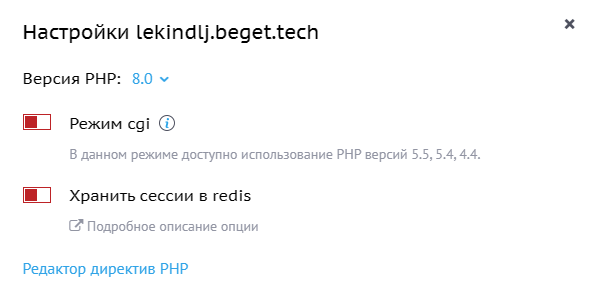 Настройки lekindlj.beget.tech
Версия PHP: 8.0
Режим cgi
В данном режиме доступно использование PHP версий 5.5, 5.4, 4.4.
Хранить сессии в redis
Подробное описание опции
Редактор директив PHP